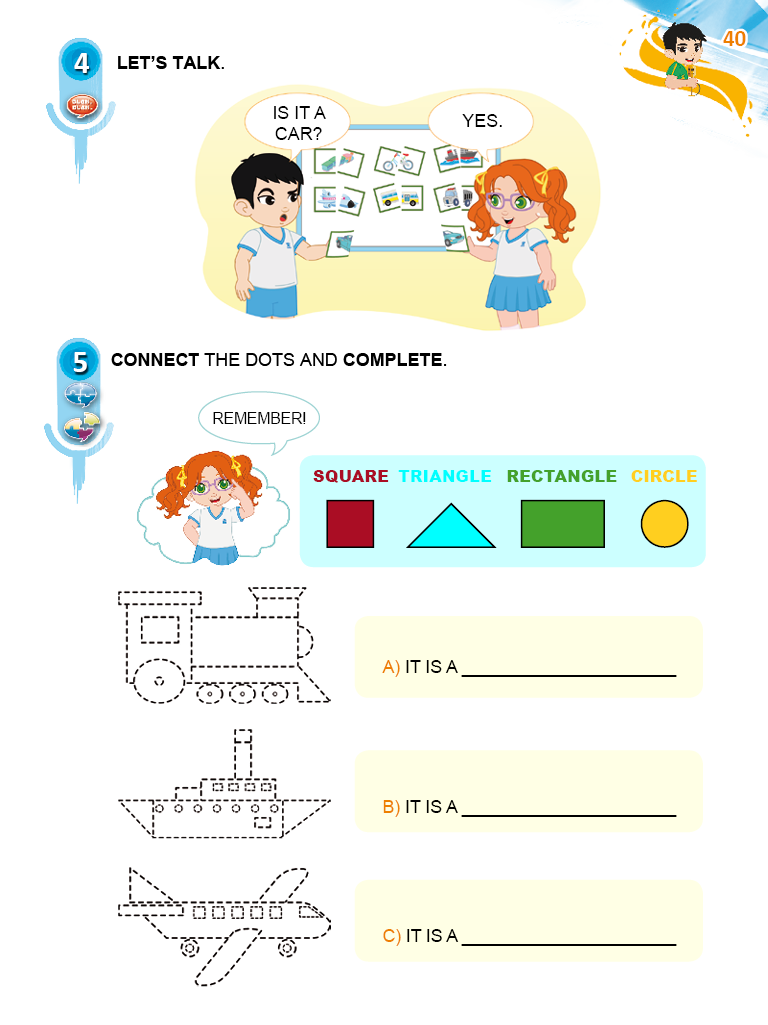 40
4
LET'S TALK.
IS IT A
CAR?
YES.
5
CONNECT THE DOTS AND COMPLETE.
REMEMBER!
SQUARE TRIANGLE RECTANGLE CIRCLE
A) IT IS A ____________________
B) IT IS A ____________________
C) IT IS A ____________________